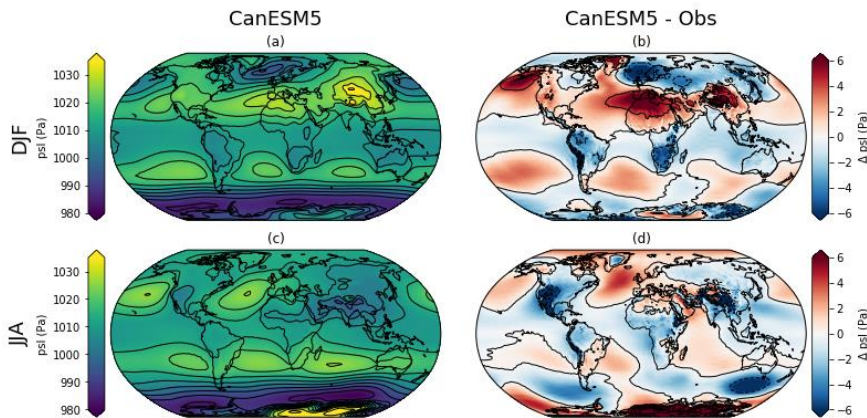 CanESM5
CanESM5 - Obs
(a)
(b)
DJF
psl (Pa)
1030
1020
1010
1000
990
980
6
4
2
0
−2
−4
−6
Δ psl (Pa)
(c)
(d)
JJA
psl (Pa)
1030
1020
1010
1000
990
980
6
4
2
0
−2
−4
−6
Δ psl (Pa)